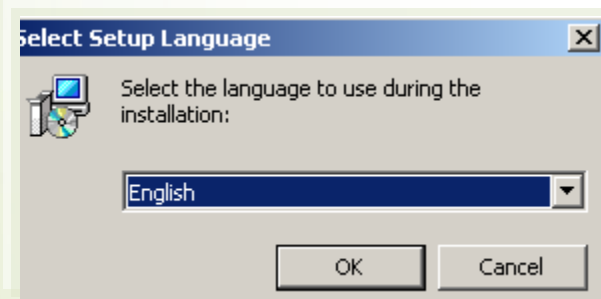 Select Setup Language
Select the language to use during the
installation:
English
OK
Cancel